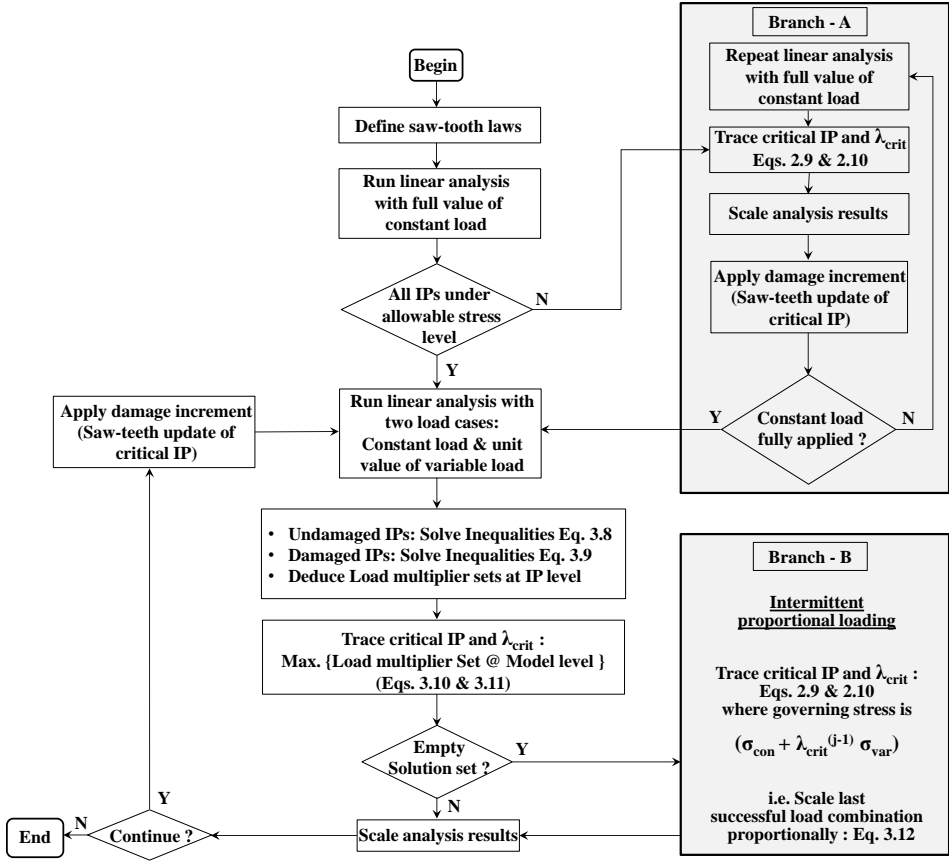 Begin
Define saw-tooth laws
Run linear analysis
with full value of
constant load
All IPs under
allowable stress
level
N
Y
Branch - A
Repeat linear analysis
with full value of
constant load
Trace critical IP and λcrit
Eqs. 2.9 & 2.10
Scale analysis results
Apply damage increment
(Saw-teeth update of
critical IP)
Constant load
fully applied ?
Y
N
Apply damage increment
(Saw-teeth update of
critical IP)
Run linear analysis with
two load cases:
Constant load & unit
value of variable load
• Undamaged IPs: Solve Inequalities Eq. 3.8
• Damaged IPs: Solve Inequalities Eq. 3.9
• Deduce Load multiplier sets at IP level
Trace critical IP and λcrit :
Max. {Load multiplier Set @ Model level }
(Eqs. 3.10 & 3.11)
Empty
Solution set ?
Y
N
Branch - B
Intermittent
proportional loading
Trace critical IP and λcrit :
Eqs. 2.9 & 2.10
where governing stress is
(σcon + λcrit(j-1) σvar)
i.e. Scale last
successful load combination
proportionally : Eq. 3.12
Scale analysis results
Continue ?
Y
N
End